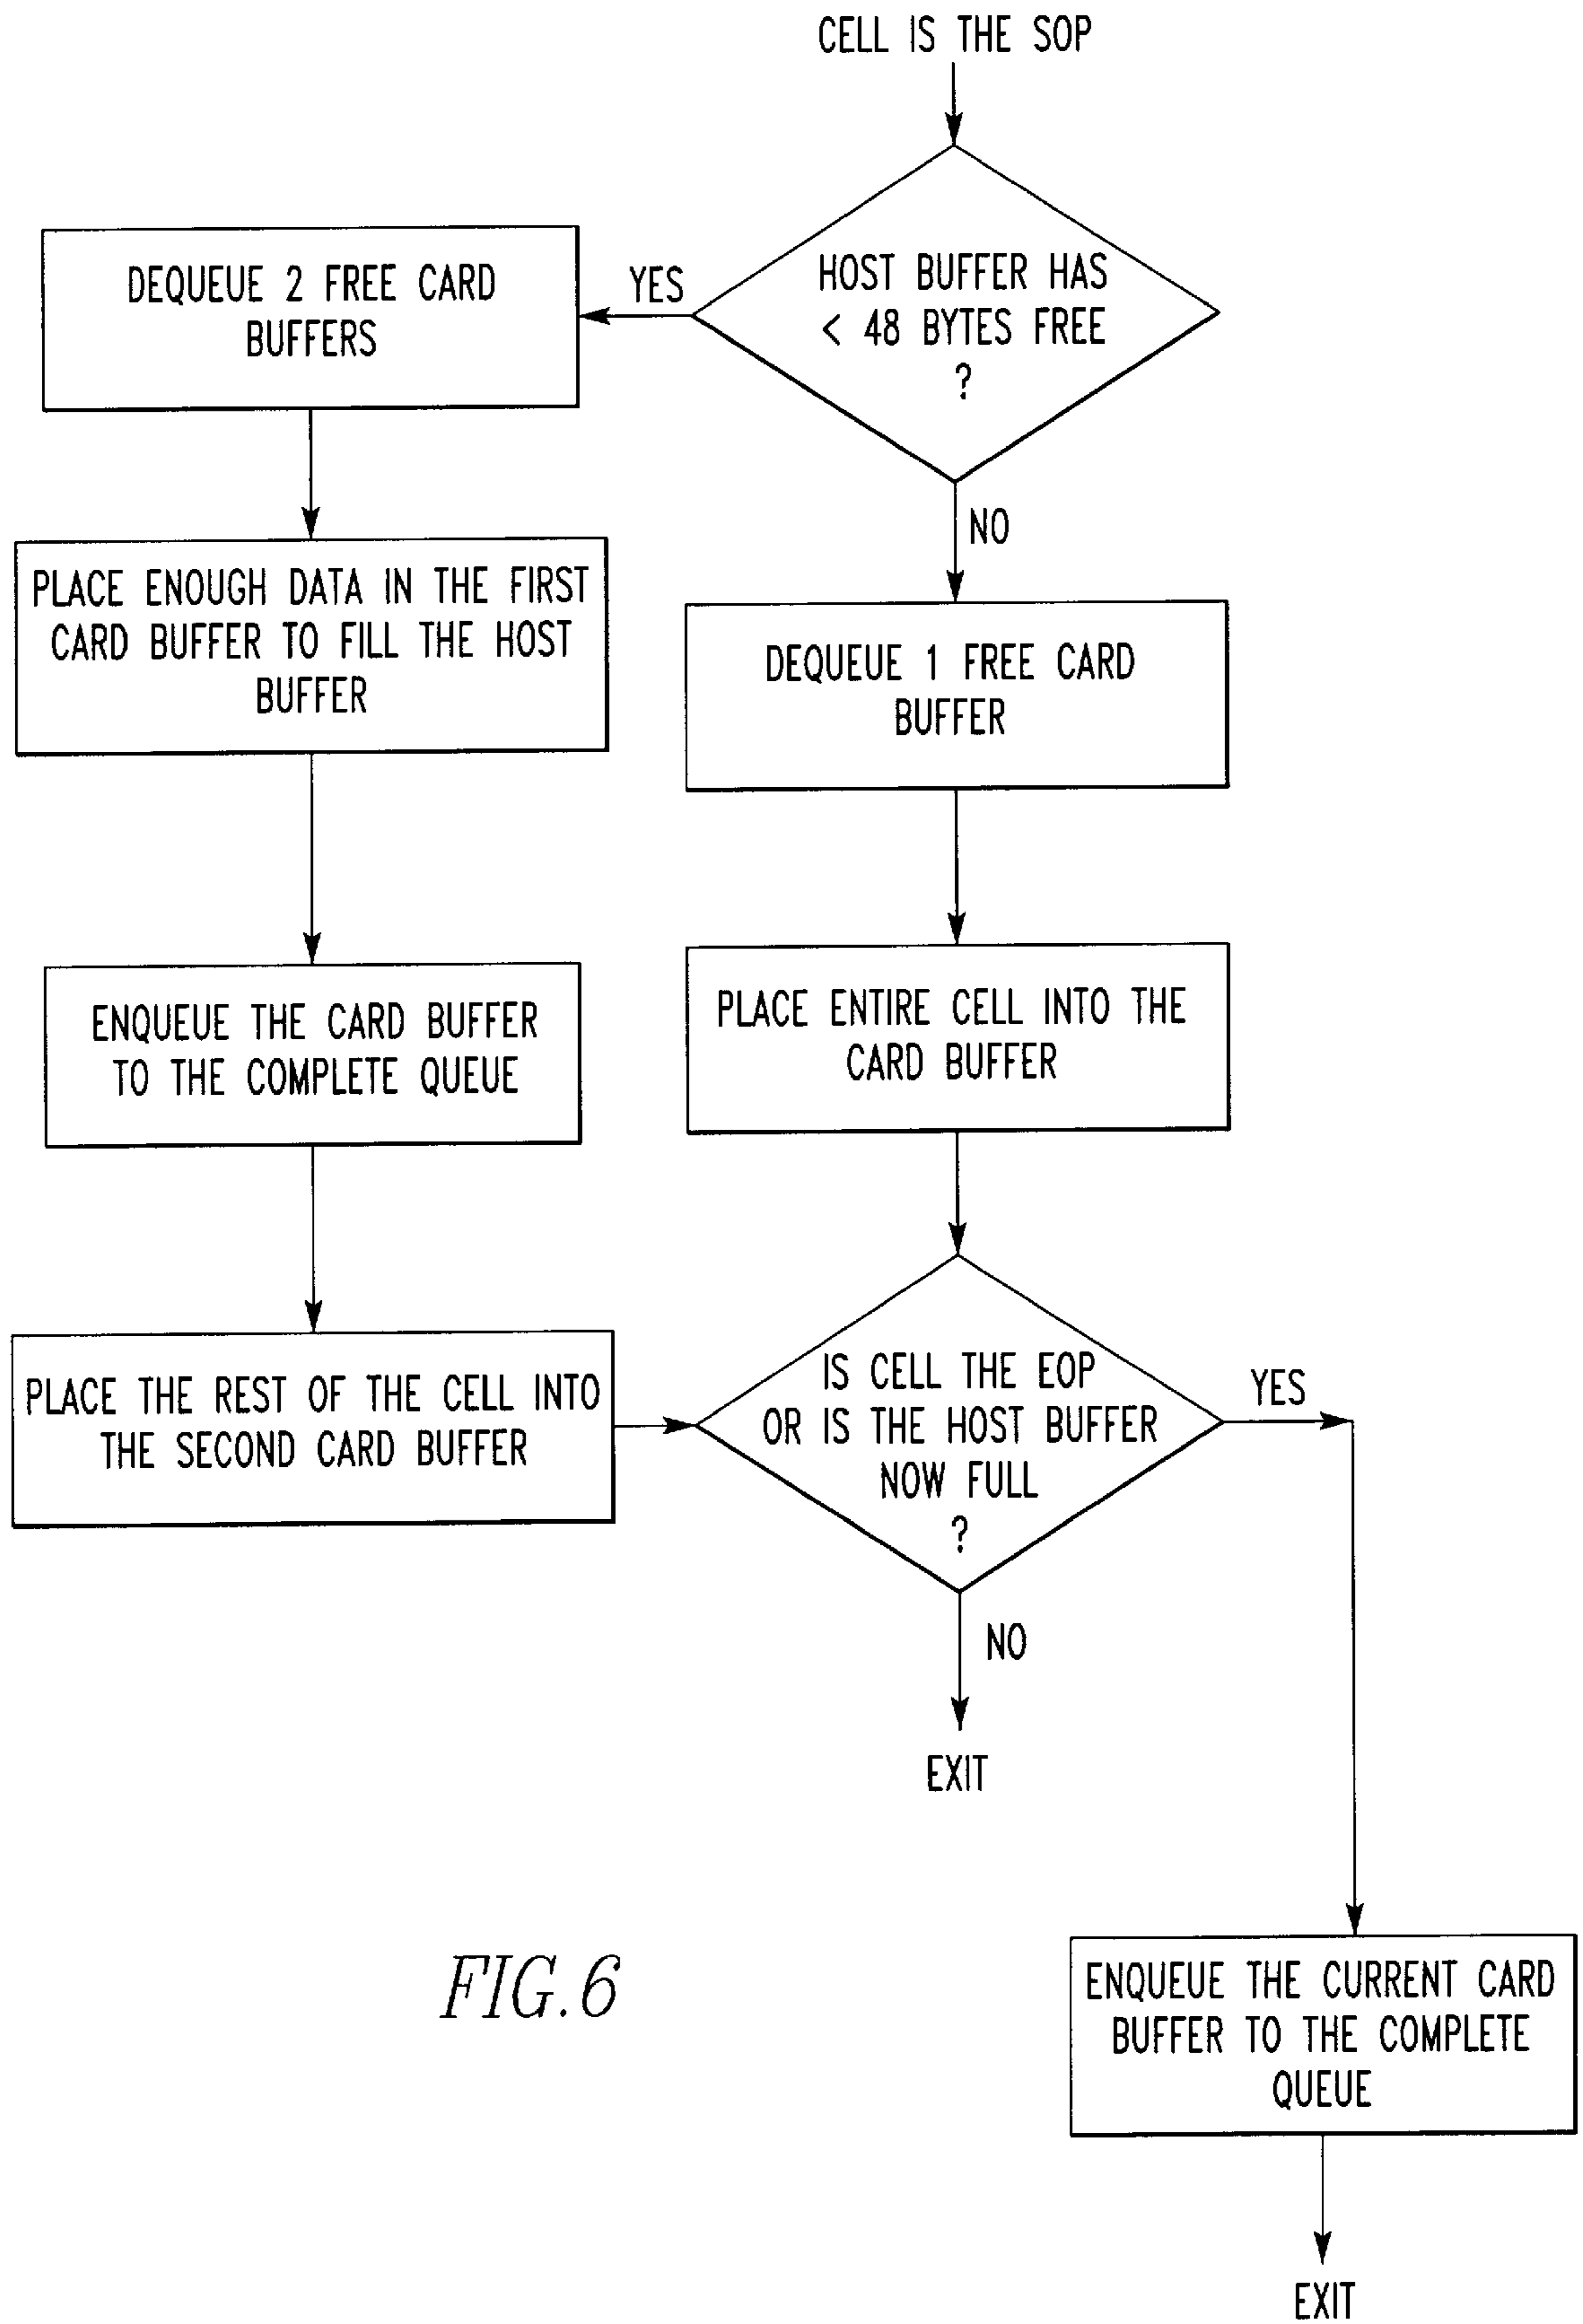 CELL IS THE SOP
HOST BUFFER HAS
< 48 BYTES FREE
?
YES
DEQUEUE 2 FREE CARD
BUFFERS
NO
PLACE ENOUGH DATA IN THE FIRST
CARD BUFFER TO FILL THE HOST
BUFFER
DEQUEUE 1 FREE CARD
BUFFER
ENQUEUE THE CARD BUFFER
TO THE COMPLETE QUEUE
PLACE ENTIRE CELL INTO THE
CARD BUFFER
PLACE THE REST OF THE CELL INTO
THE SECOND CARD BUFFER
IS CELL THE EOP
OR IS THE HOST BUFFER
NOW FULL
?
YES
NO
EXIT
ENQUEUE THE CURRENT CARD
BUFFER TO THE COMPLETE
QUEUE
EXIT
FIG.6